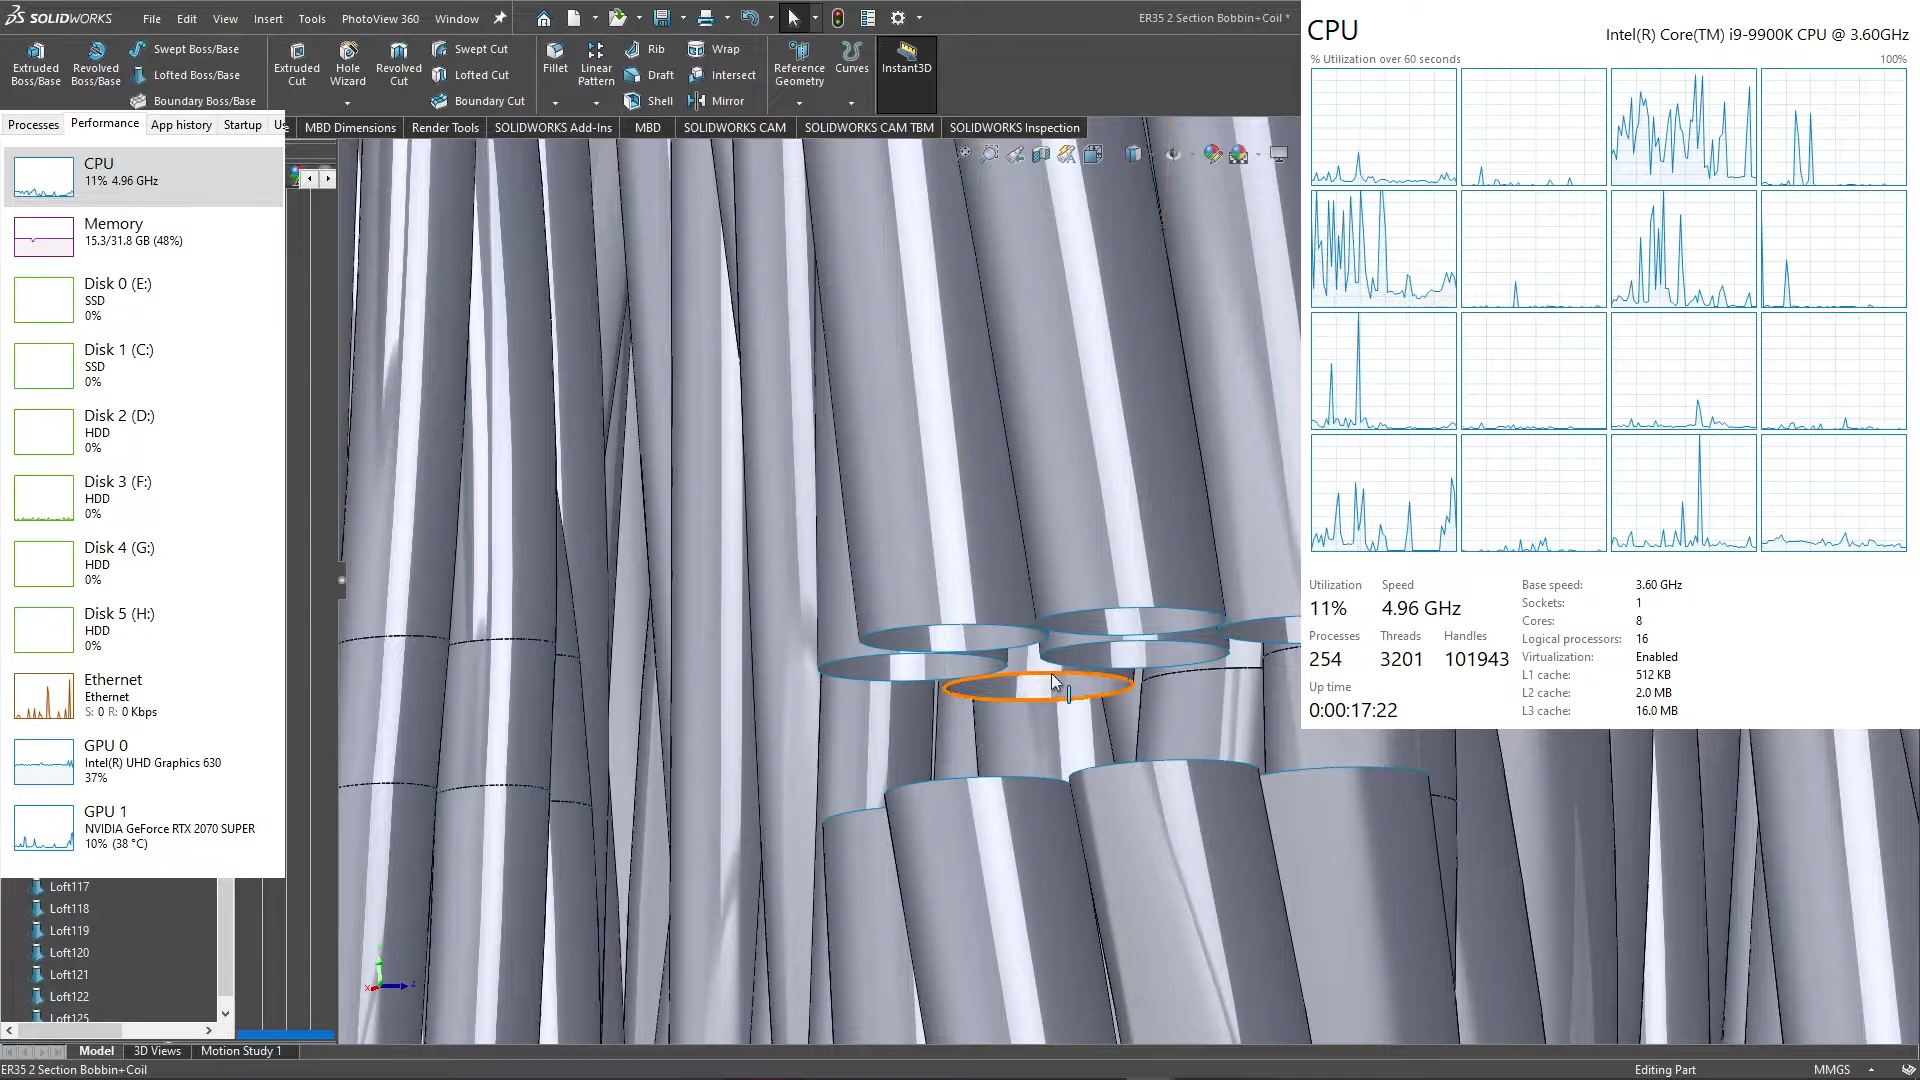 SOLIDWORKS
File Edit View Insert Tools PhotoView 360 Window
ER35 2 Section Bobbin+Coil *
Extruded Boss/Base
Revolved Boss/Base
Swept Boss/Base
Lofted Boss/Base
Boundary Boss/Base
Extruded Cut
Hole Wizard
Revolved Cut
Swept Cut
Lofted Cut
Boundary Cut
Fillet
Linear Pattern
Rib
Draft
Shell
Wrap
Intersect
Mirror
Reference Geometry
Curves
Instant3D
MBD Dimensions Render Tools SOLIDWORKS Add-Ins MBD SOLIDWORKS CAM SOLIDWORKS CAM TBM SOLIDWORKS Inspection
Processes Performance App history Startup Us
CPU
11% 4.96 GHz
Memory
15.3/31.8 GB (48%)
Disk 0 (E:)
SSD
0%
Disk 1 (C:)
SSD
0%
Disk 2 (D:)
HDD
0%
Disk 3 (F:)
HDD
0%
Disk 4 (G:)
HDD
0%
Disk 5 (H:)
HDD
0%
Ethernet
Ethernet
S: 0 R: 0 Kbps
GPU 0
Intel(R) UHD Graphics 630
37%
GPU 1
NVIDIA GeForce RTX 2070 SUPER
10% (38 °C)
Loft117
Loft118
Loft119
Loft120
Loft121
Loft122
Loft125
CPU
Intel(R) Core(TM) i9-9900K CPU @ 3.60GHz
% Utilization over 60 seconds 100%
Utilization Speed
11% 4.96 GHz
Processes Threads Handles
254 3201 101943
Up time
0:00:17:22
Base speed: 3.60 GHz
Sockets: 1
Cores: 8
Logical processors: 16
Virtualization: Enabled
L1 cache: 512 KB
L2 cache: 2.0 MB
L3 cache: 16.0 MB
X Z
Model 3D Views Motion Study 1
ER35 2 Section Bobbin+Coil
Editing Part MMGS